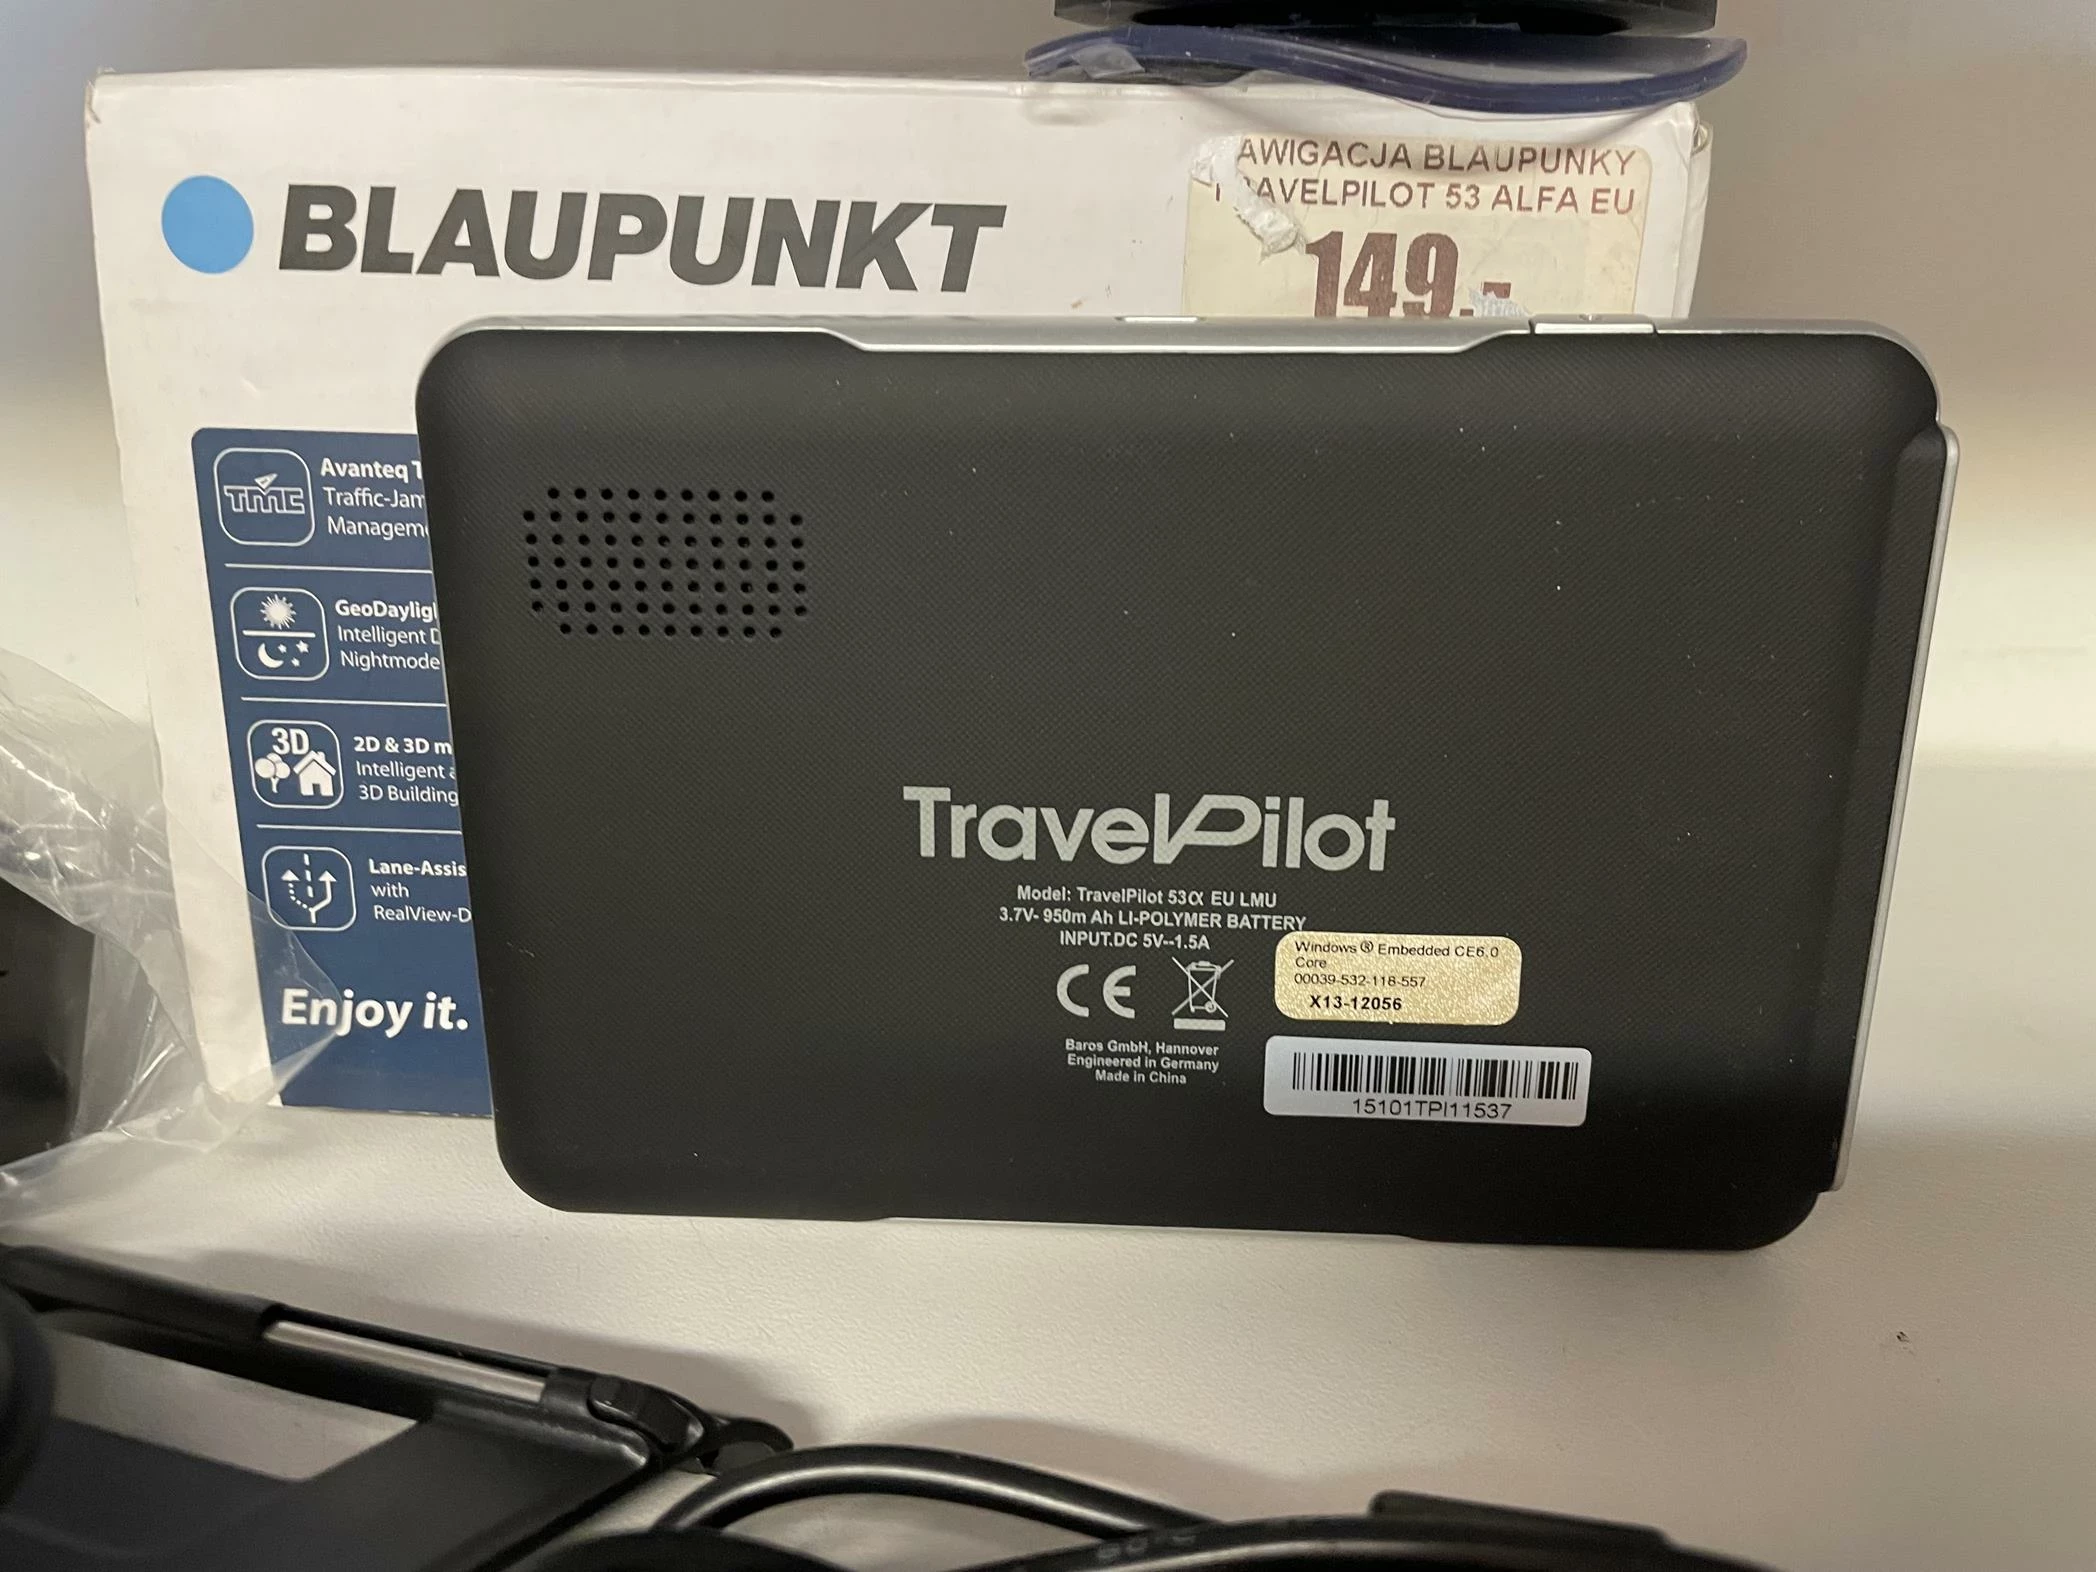 BLAUPUNKT
AWIGACJA BLAUPUNKY
AVELPILOT 53 ALFA EU
149.-
TMC
Avanteq
Traffic-Jam
GeoDaylig
Intelligent
Nightmode
3D
2D & 3D
Intelligent
3D Building
Lane-Assis
with
RealView-D
Enjoy it.
TravelPilot
Model: TravelPilot 53α EU LMU
3.7V- 950m Ah LI-POLYMER BATTERY
INPUT.DC 5V--1.5A
CE
Windows ® Embedded CE6.0
Core
00039-532-118-557
X13-12056
Baros GmbH, Hannover
Engineered in Germany
Made in China
15101TPI11537